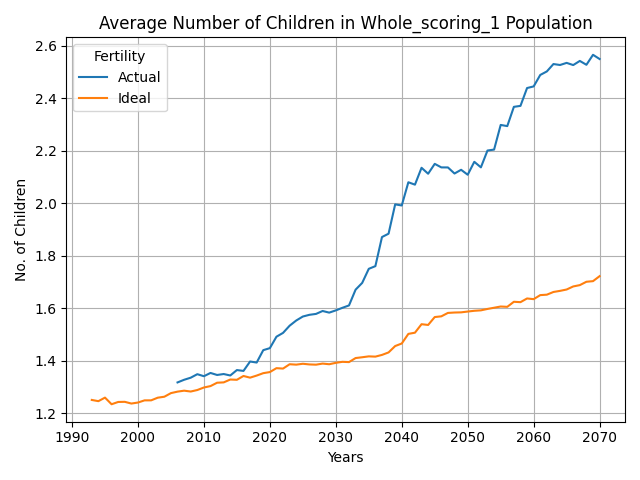 Average Number of Children in Whole_scoring_1 Population
Fertility
Actual
Ideal
No. of Children
2.6
2.4
2.2
2.0
1.8
1.6
1.4
1.2
1990 2000 2010 2020 2030 2040 2050 2060 2070
Years